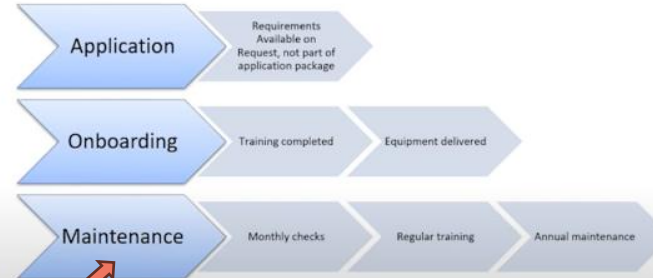 Application
Requirements
Available on
Request, not part of
application package
Onboarding
Training completed
Equipment delivered
Maintenance
Monthly checks
Regular training
Annual maintenance